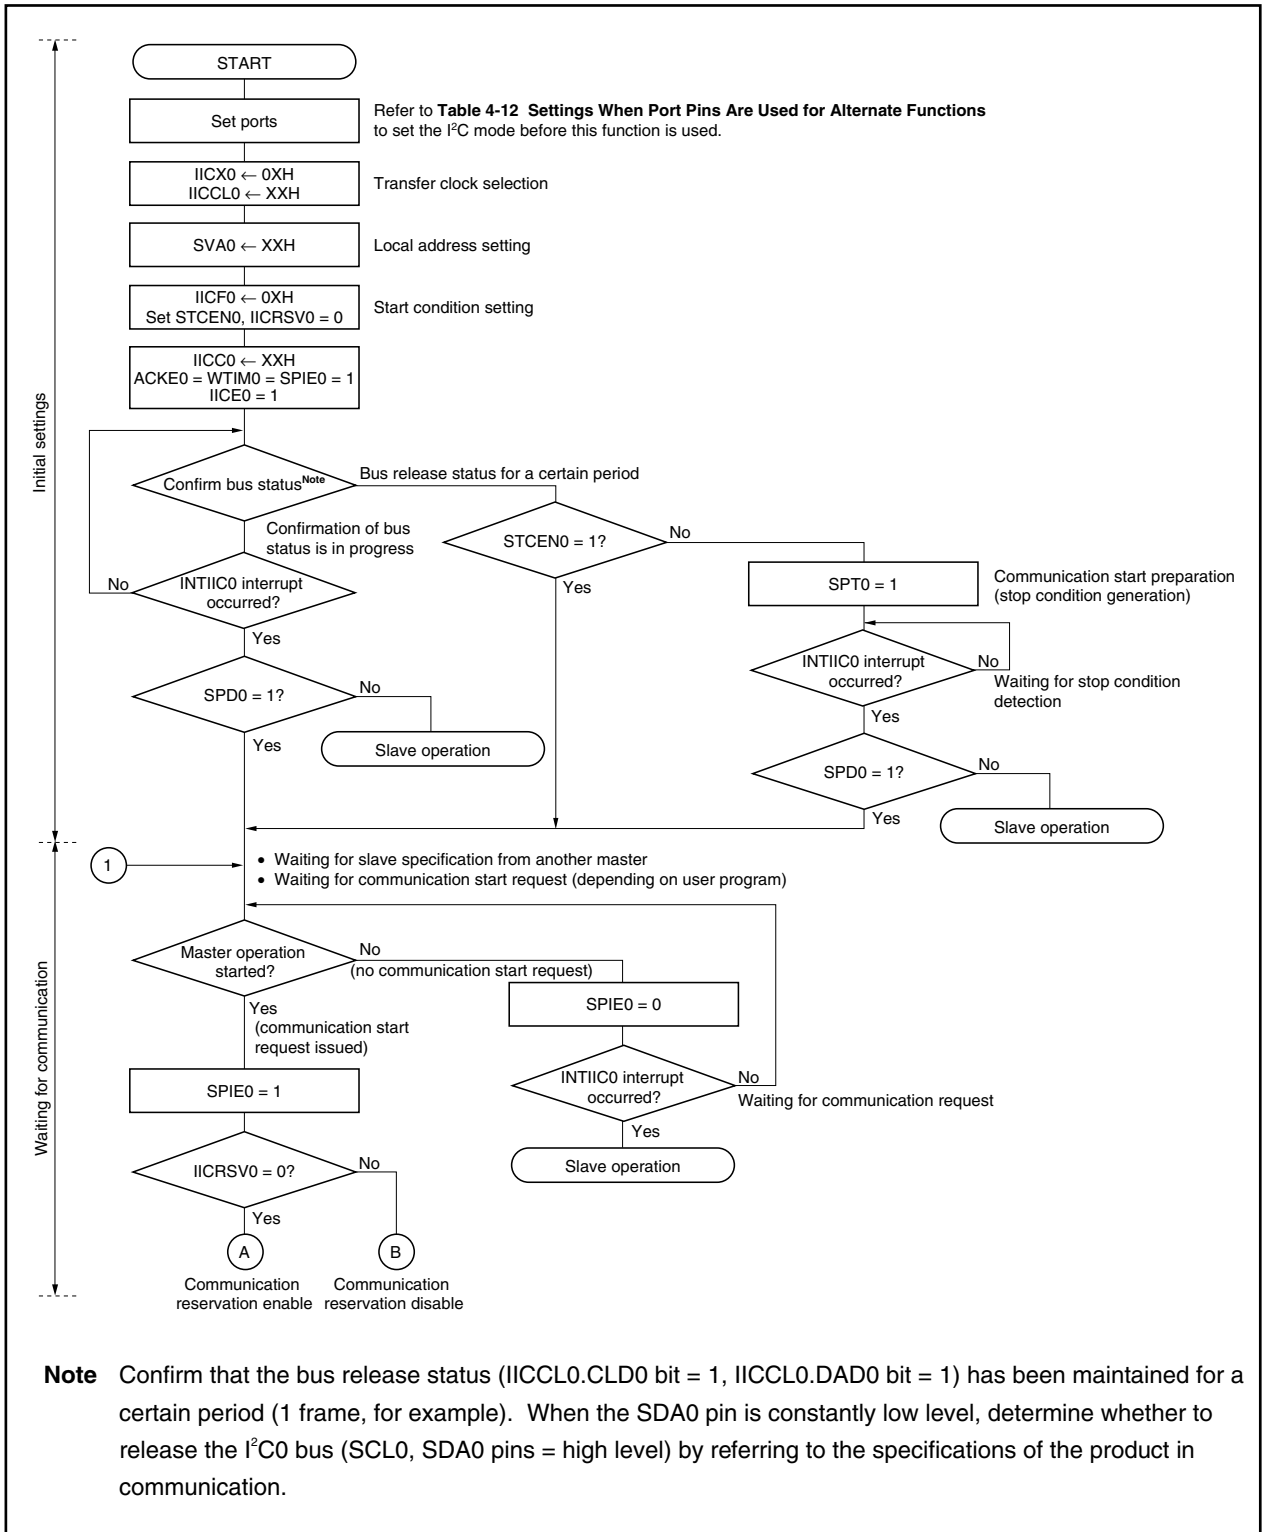 START
Set ports
Refer to Table 4-12 Settings When Port Pins Are Used for Alternate Functions
to set the I²C mode before this function is used.
IICX0 ← 0XH
IICCL0 ← XXH
Transfer clock selection
SVA0 ← XXH
Local address setting
IICF0 ← 0XH
Set STCEN0, IICRSV0 = 0
Start condition setting
IICC0 ← XXH
ACKE0 = WTIM0 = SPIE0 = 1
IICE0 = 1
Initial settings
Confirm bus statusNote
Bus release status for a certain period
Confirmation of bus
status is in progress
STCEN0 = 1?
No
Yes
INTIIC0 interrupt
occurred?
No
Yes
SPT0 = 1
Communication start preparation
(stop condition generation)
INTIIC0 interrupt
occurred?
No
Waiting for stop condition
detection
Yes
SPD0 = 1?
No
Yes
Slave operation
SPD0 = 1?
No
Yes
Slave operation
1
• Waiting for slave specification from another master
• Waiting for communication start request (depending on user program)
Waiting for communication
Master operation
started?
No
(no communication start request)
Yes
(communication start
request issued)
SPIE0 = 0
INTIIC0 interrupt
occurred?
No
Waiting for communication request
Yes
Slave operation
SPIE0 = 1
IICRSV0 = 0?
No
Yes
A
B
Communication
reservation enable
Communication
reservation disable
Note Confirm that the bus release status (IICCL0.CLD0 bit = 1, IICCL0.DAD0 bit = 1) has been maintained for a
certain period (1 frame, for example). When the SDA0 pin is constantly low level, determine whether to
release the I²C0 bus (SCL0, SDA0 pins = high level) by referring to the specifications of the product in
communication.